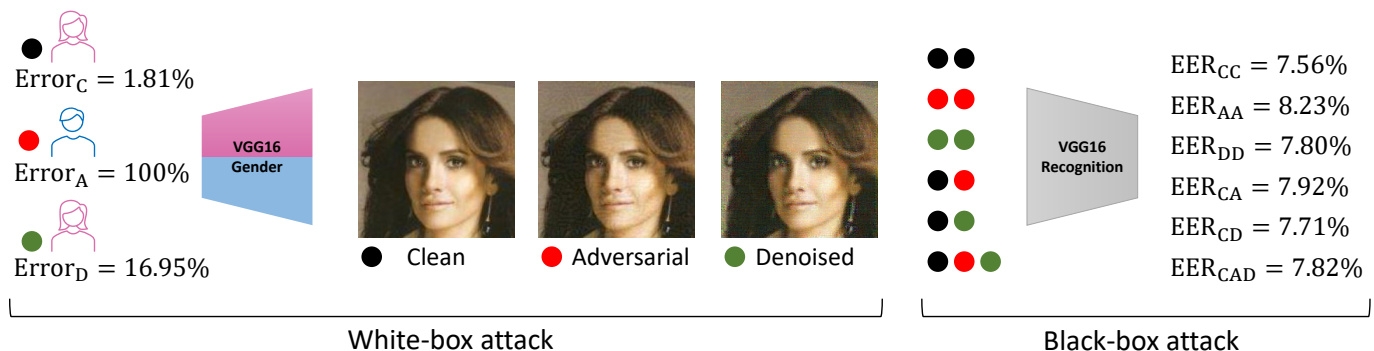 Error_C = 1.81%
Error_A = 100%
Error_D = 16.95%
VGG16
Gender
Clean
Adversarial
Denoised
White-box attack
VGG16
Recognition
EER_CC = 7.56%
EER_AA = 8.23%
EER_DD = 7.80%
EER_CA = 7.92%
EER_CD = 7.71%
EER_CAD = 7.82%
Black-box attack